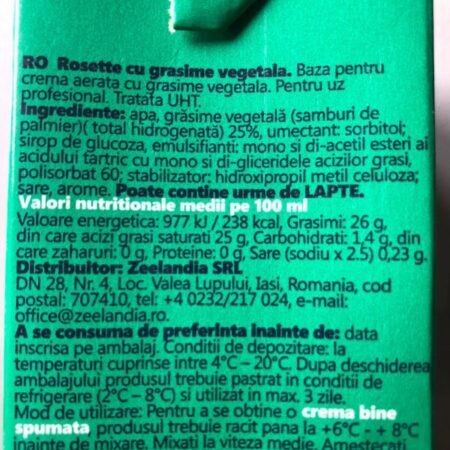 RO Rosette cu grasime vegetala. Baza pentru
crema aerata cu grasime vegetala. Pentru uz
profesional. Tratata UHT.
Ingrediente: apa, grăsime vegetală (samburi de
palmier)( total hidrogenată) 25%, umectant: sorbitol;
sirop de glucoza, emulsifianti: mono si di-acetil esteri ai
acidului tartric cu mono si di-gliceridele acizilor grasi,
polisorbat 60; stabilizator: hidroxipropil metil celuloza;
sare, arome. Poate contine urme de LAPTE.
Valori nutritionale medii pe 100 ml
Valoare energetica: 977 kJ / 238 kcal, Grasimi: 26 g,
din care acizi grasi saturati 25 g, Carbohidrati: 1,4 g, din
care zaharuri: 0 g, Proteine: 0 g, Sare (sodiu x 2.5) 0,23 g.
Distribuitor: Zeelandia SRL
DN 28, Nr. 4, Loc. Valea Lupului, Iasi, Romania, cod
postal: 707410, tel: +4 0232/217 024, e-mail:
office@zeelandia.ro.
A se consuma de preferinta inainte de: data
inscrisa pe ambalaj. Conditii de depozitare: la
temperaturi cuprinse intre 4°C – 20°C. Dupa deschiderea
ambalajului produsul trebuie pastrat in conditii de
refrigerare (2°C – 8°C) si utilizat in max. 3 zile.
Mod de utilizare: Pentru a se obtine o crema bine
spumata produsul trebuie racit pana la +6°C - + 8°C
inainte de mixare. Mixati la viteza medie. Amestecati